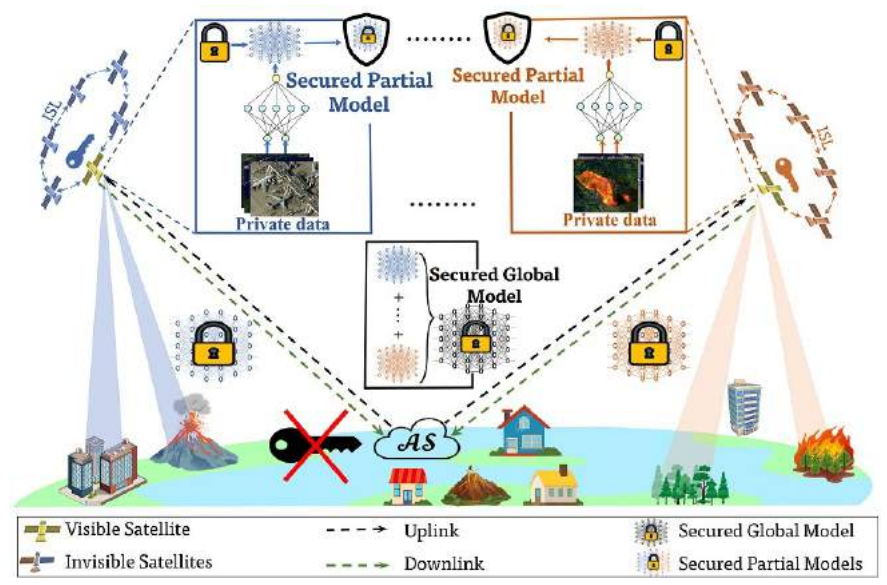 Secured Partial
Model
Secured Partial
Model
ISL
ISL
Private data
Private data
Secured Global
Model
AS
Visible Satellite
Uplink
Secured Global Model
Invisible Satellites
Downlink
Secured Partial Models